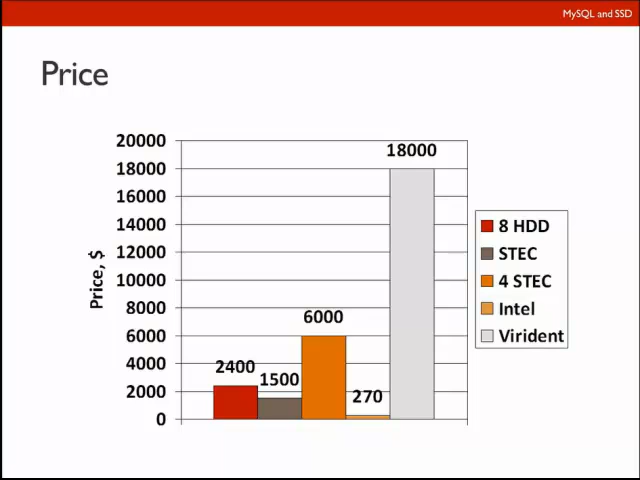 MySQL and SSD
Price
20000
18000
16000
14000
12000
10000
8000
6000
4000
2000
0
Price, $
2400
1500
6000
270
18000
8 HDD
STEC
4 STEC
Intel
Virident